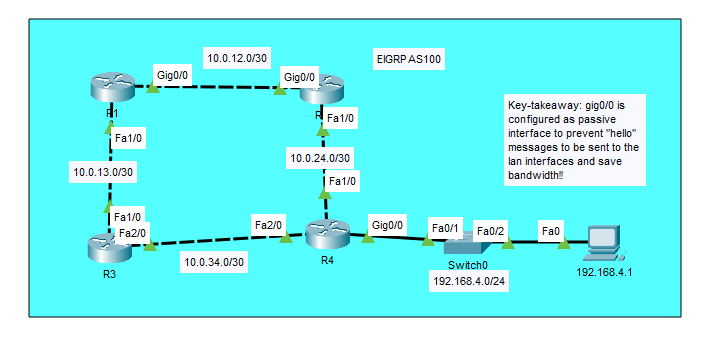 10.0.12.0/30
EIGRP AS100
Gig0/0
Gig0/0
R1
R
Key-takeaway: gig0/0 is
configured as passive
interface to prevent "hello"
messages to be sent to the
lan interfaces and save
bandwidth!!
Fa1/0
Fa1/0
10.0.24.0/30
10.0.13.0/30
Fa1/0
Fa1/0
Fa2/0
Fa2/0
Gig0/0
Fa0/1
Fa0/2
Fa0
R3
10.0.34.0/30
R4
Switch0
192.168.4.0/24
192.168.4.1